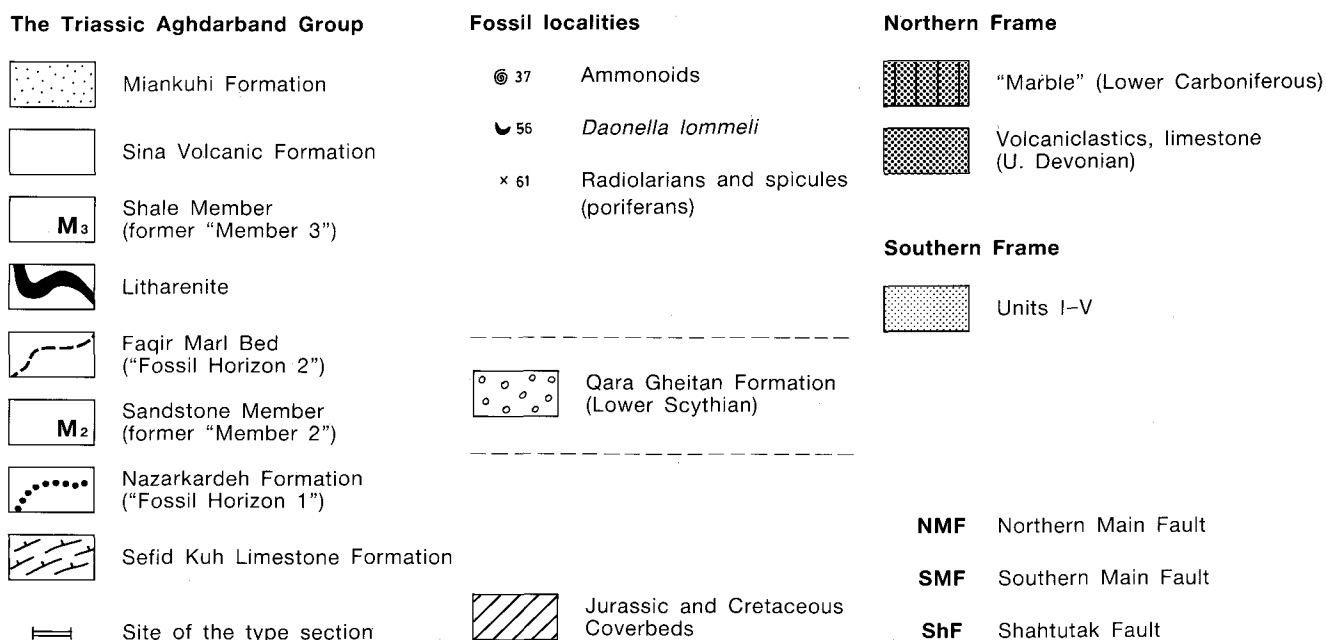 The Triassic Aghdarband Group
Miankuhi Formation
Sina Volcanic Formation
M3
Shale Member
(former "Member 3")
Litharenite
Faqir Marl Bed
("Fossil Horizon 2")
M2
Sandstone Member
(former "Member 2")
Nazarkardeh Formation
("Fossil Horizon 1")
Sefid Kuh Limestone Formation
Site of the type section
Fossil localities
37 Ammonoids
56 Daonella lommeli
x 61 Radiolarians and spicules
(poriferans)
Qara Gheitan Formation
(Lower Scythian)
Jurassic and Cretaceous
Coverbeds
Northern Frame
"Marble" (Lower Carboniferous)
Volcaniclastics, limestone
(U. Devonian)
Southern Frame
Units I–V
NMF Northern Main Fault
SMF Southern Main Fault
ShF Shahtutak Fault